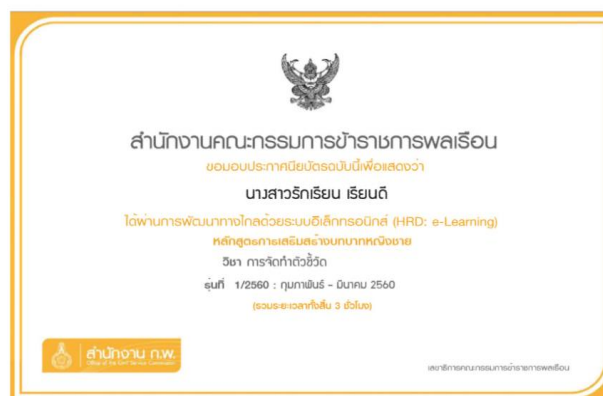 สำนักงานคณะกรรมการข้าราชการพลเรือน
ขอมอบประกาศนียบัตรฉบับนี้เพื่อแสดงว่า
นางสาวรักเรียน เรียนดี
ได้ผ่านการพัฒนาทางไกลด้วยระบบอิเล็กทรอนิกส์ (HRD: e-Learning)
หลักสูตรการเสริมสร้างบทบาทหญิงชาย
วิชา การจัดทำตัวชี้วัด
รุ่นที่ 1/2560 : กุมภาพันธ์ - มีนาคม 2560
(รวมระยะเวลาทั้งสิ้น 3 ชั่วโมง)
สำนักงาน ก.พ.
Office of the Civil Service Commission
เลขาธิการคณะกรรมการข้าราชการพลเรือน